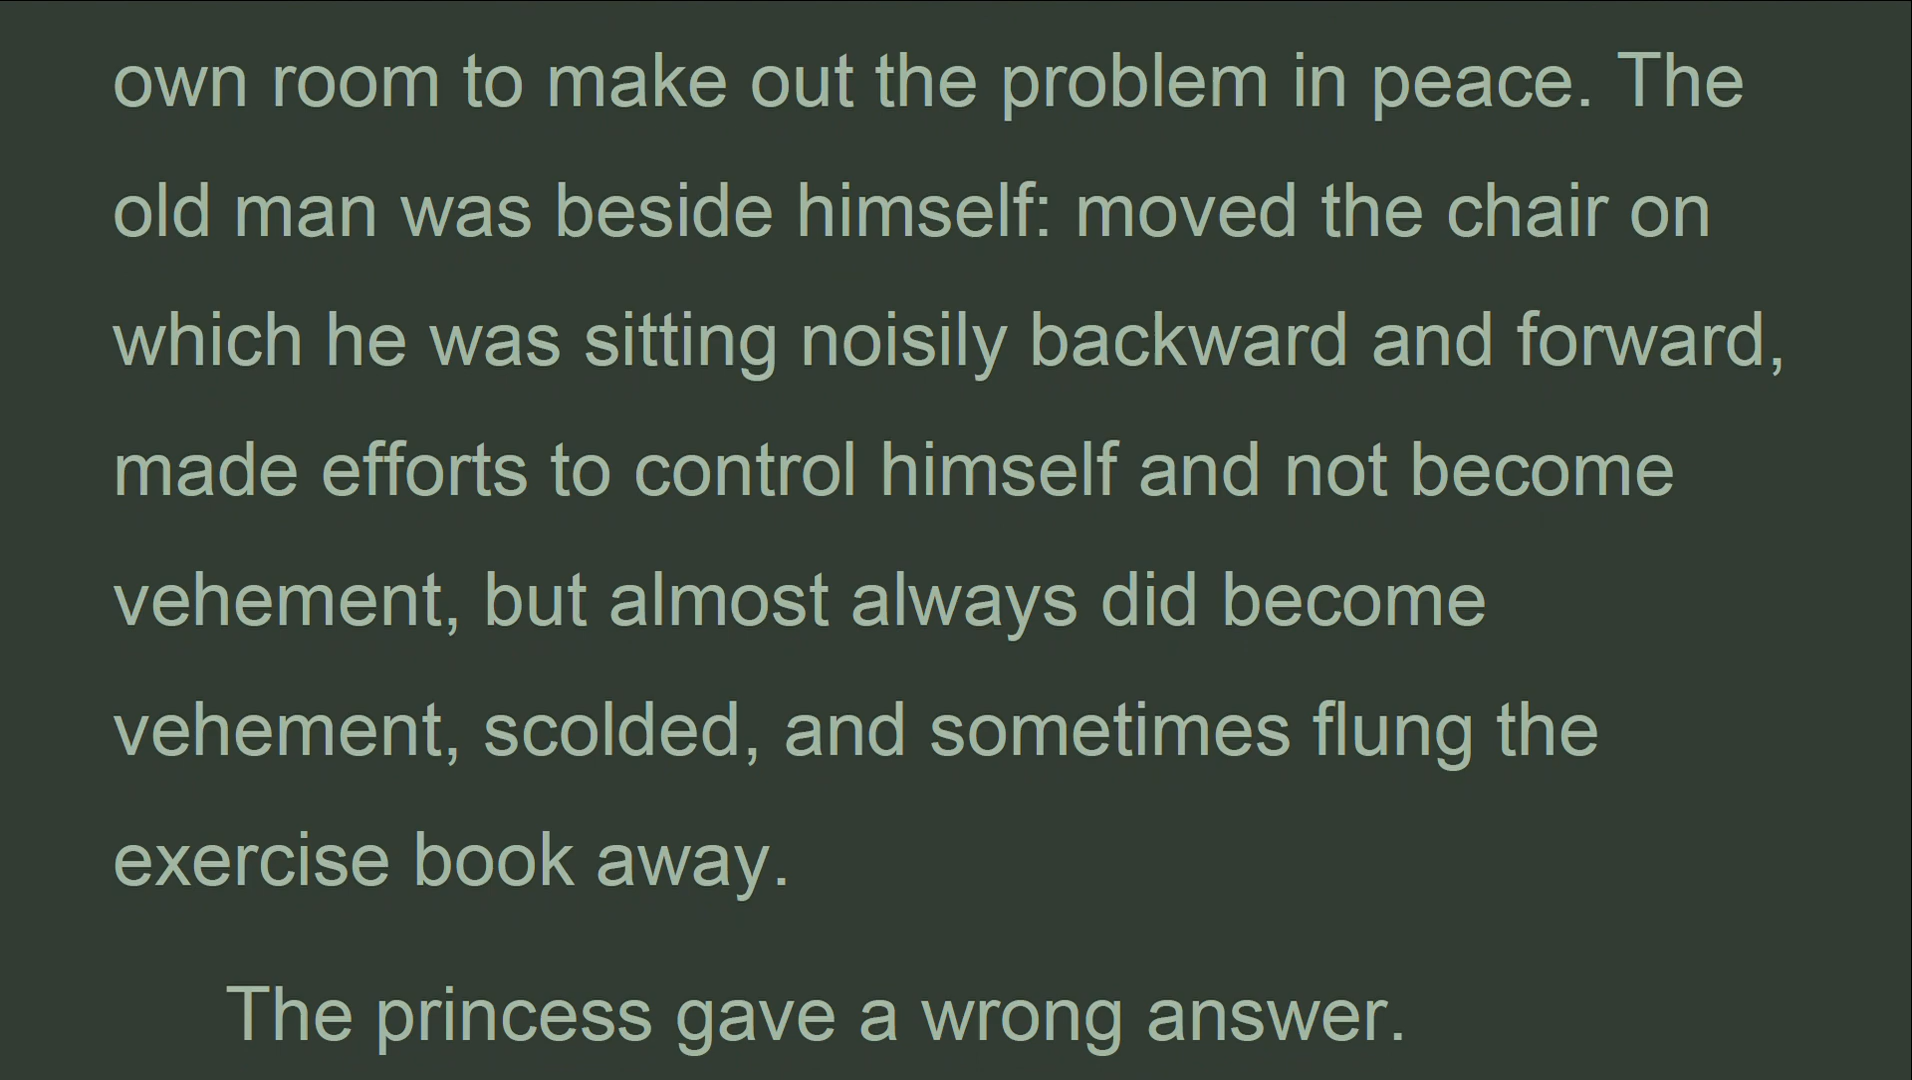 own room to make out the problem in peace. The
old man was beside himself: moved the chair on
which he was sitting noisily backward and forward,
made efforts to control himself and not become
vehement, but almost always did become
vehement, scolded, and sometimes flung the
exercise book away.
The princess gave a wrong answer.